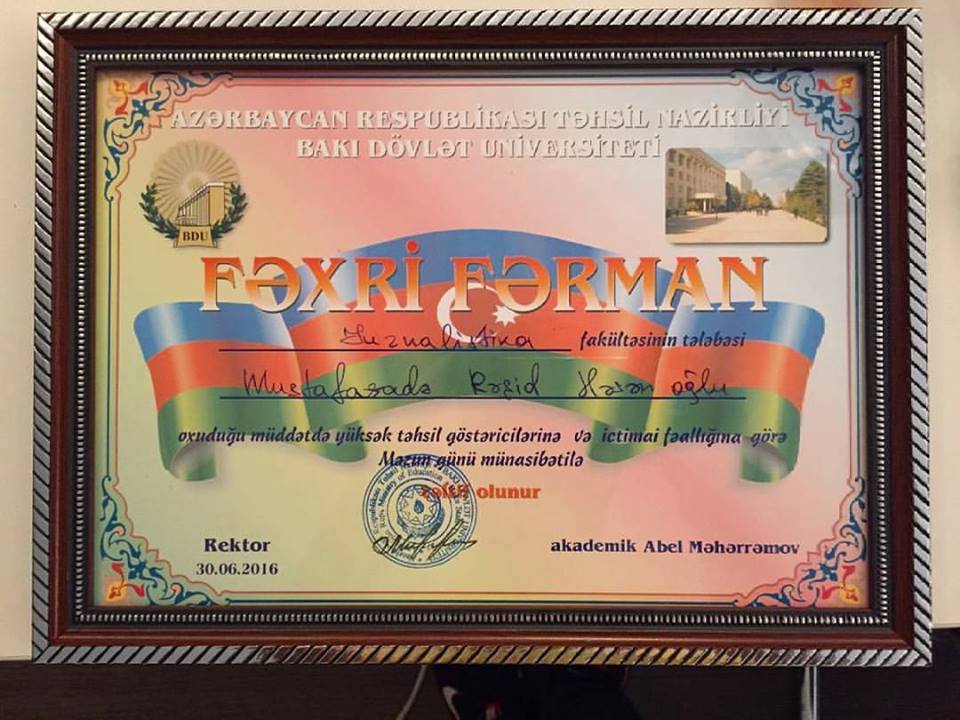 AZƏRBAYCAN RESPUBLİKASI TƏHSİL NAZİRLİYİ
BAKI DÖVLƏT UNİVERSİTETİ
BDU
FƏXRİ FƏRMAN
Jurnalistika fakültəsinin tələbəsi
Mustafazadə Rəşid Həsən oğlu
oxuduğu müddətdə yüksək təhsil göstəricilərinə və ictimai fəallığına görə
Məzun günü münasibətilə
təltif olunur
Rektor
akademik Abel Məhərrəmov
30.06.2016